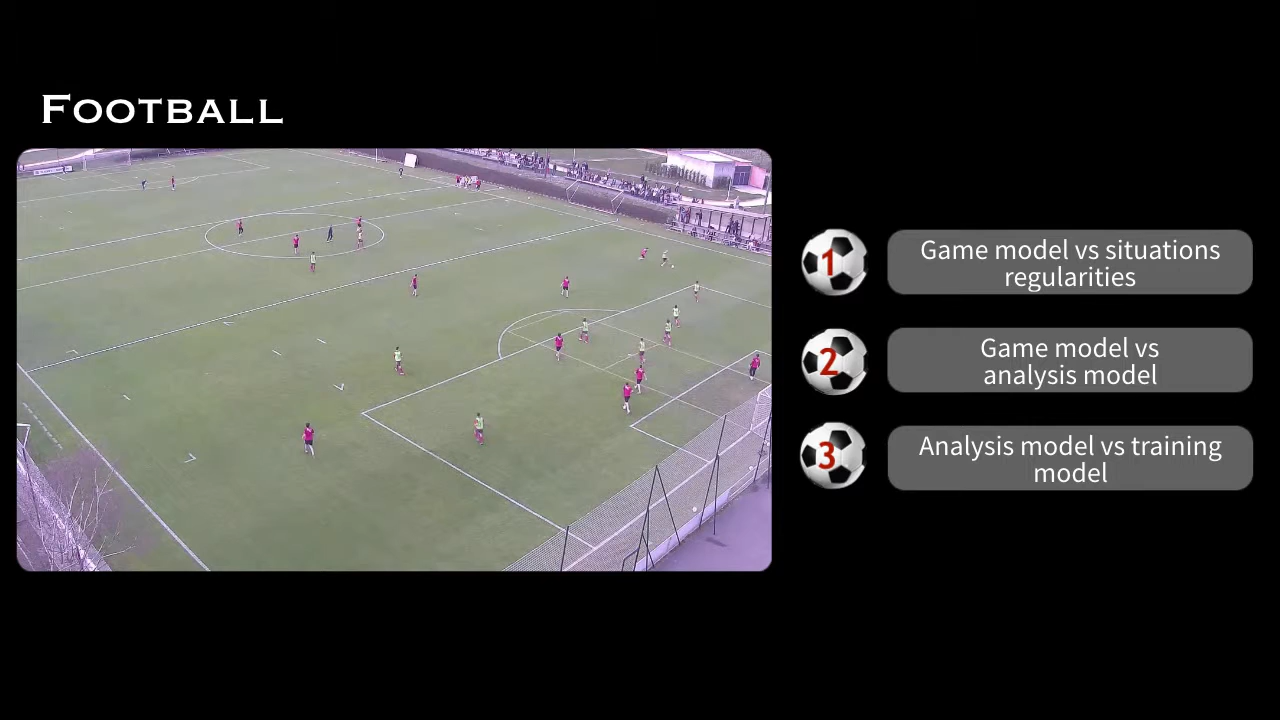 FOOTBALL
1
Game model vs situations
regularities
2
Game model vs
analysis model
3
Analysis model vs training
model